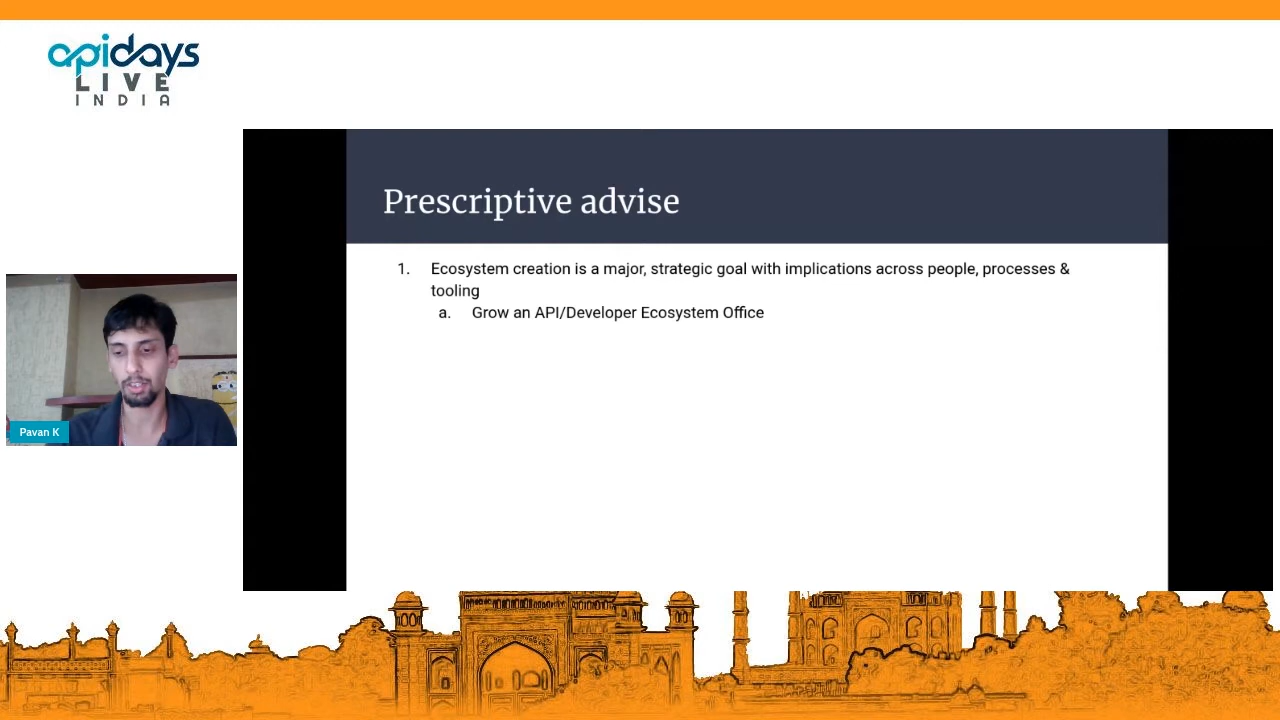 apidays
LIVE
INDIA
Prescriptive advise
1. Ecosystem creation is a major, strategic goal with implications across people, processes &
tooling
a. Grow an API/Developer Ecosystem Office
Pavan K